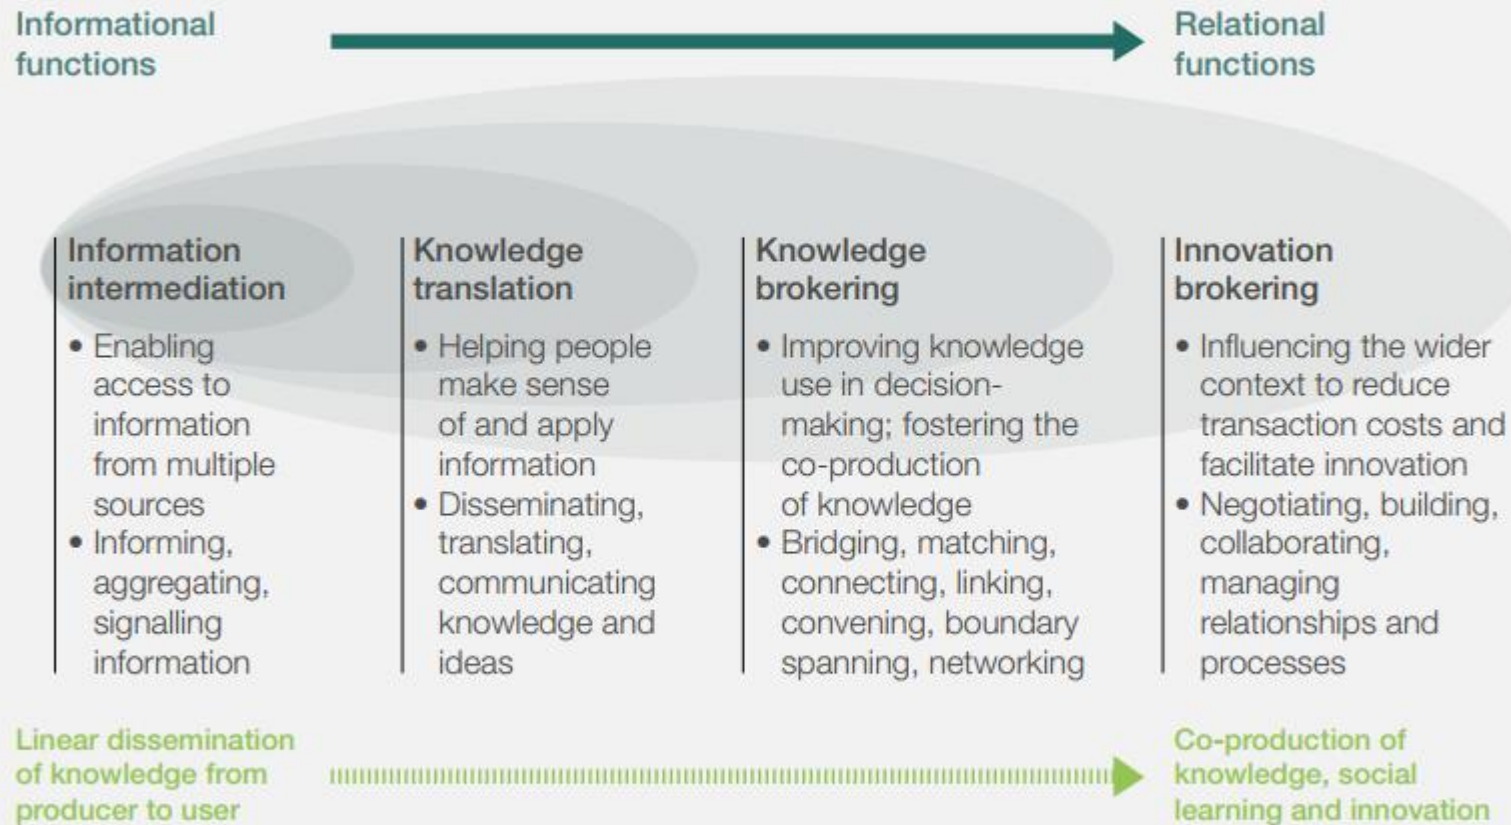 Informational
functions
Relational
functions
Information
intermediation
• Enabling
access to
information
from multiple
sources
• Informing,
aggregating,
signalling
information
Knowledge
translation
• Helping people
make sense
of and apply
information
• Disseminating,
translating,
communicating
knowledge and
ideas
Knowledge
brokering
• Improving knowledge
use in decision-
making; fostering the
co-production
of knowledge
• Bridging, matching,
connecting, linking,
convening, boundary
spanning, networking
Innovation
brokering
• Influencing the wider
context to reduce
transaction costs and
facilitate innovation
• Negotiating, building,
collaborating,
managing
relationships and
processes
Linear dissemination
of knowledge from
producer to user
Co-production of
knowledge, social
learning and innovation